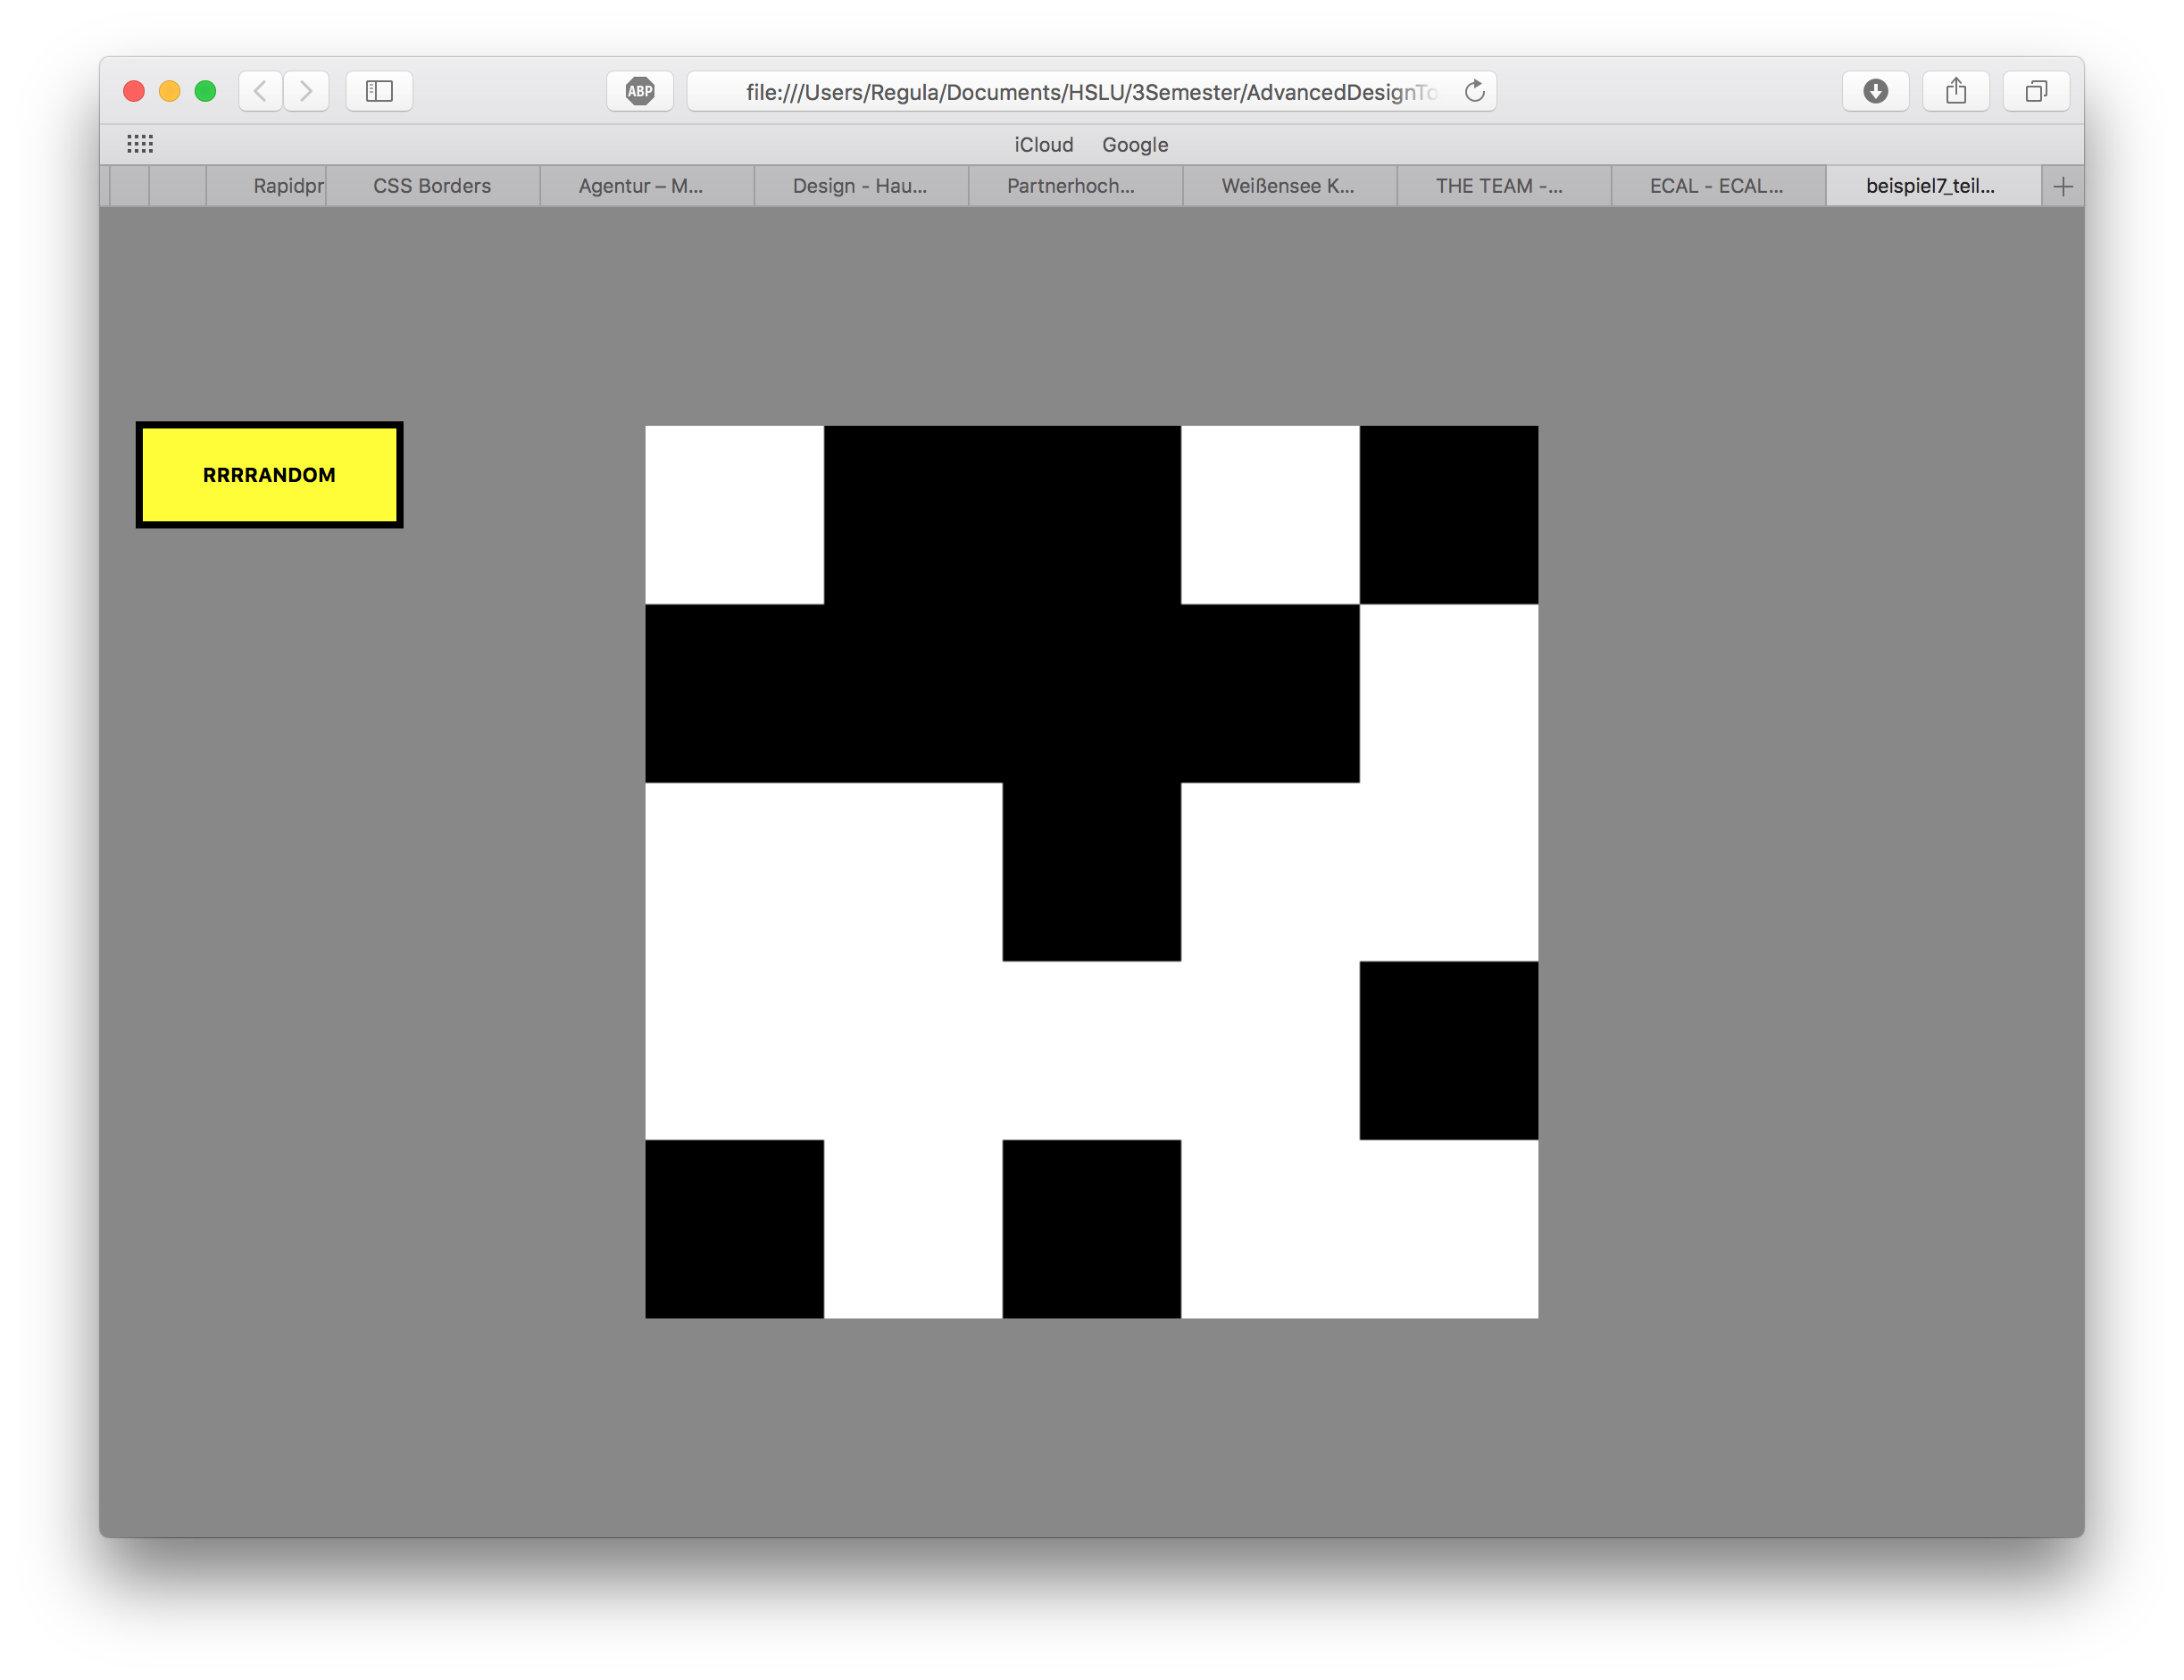 ABP
file:///Users/Regula/Documents/HSLU/3Semester/AdvancedDesignTo
iCloud Google
Rapidpr CSS Borders Agentur – M... Design - Hau... Partnerhoch... Weißensee K... THE TEAM -... ECAL - ECAL... beispiel7_teil...
RRRRANDOM